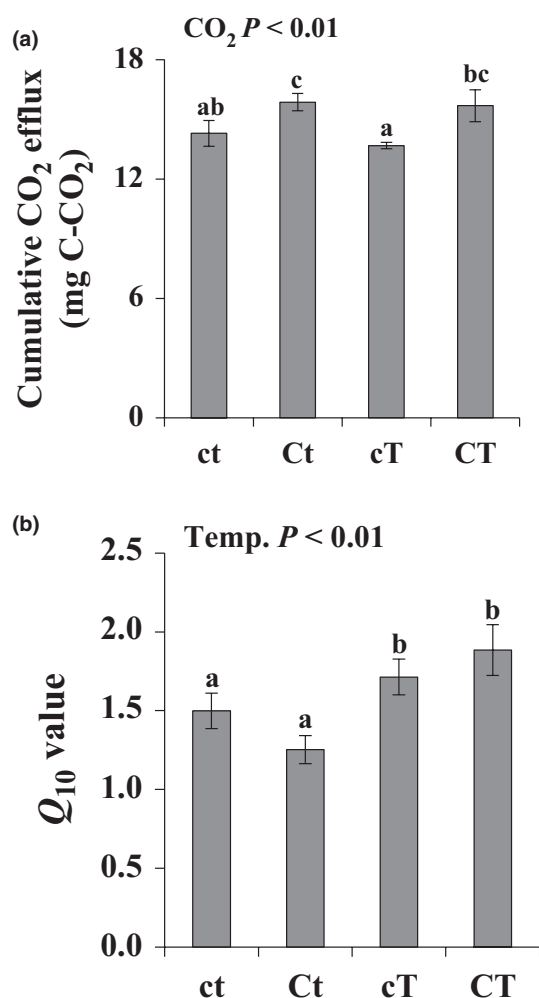 (a)
CO₂ P < 0.01
Cumulative CO₂ efflux
(mg C-CO₂)
18
12
6
0
ab
c
a
bc
ct Ct cT CT
(b)
Temp. P < 0.01
Q₁₀ value
2.5
2.0
1.5
1.0
0.5
0.0
a
a
b
b
ct Ct cT CT